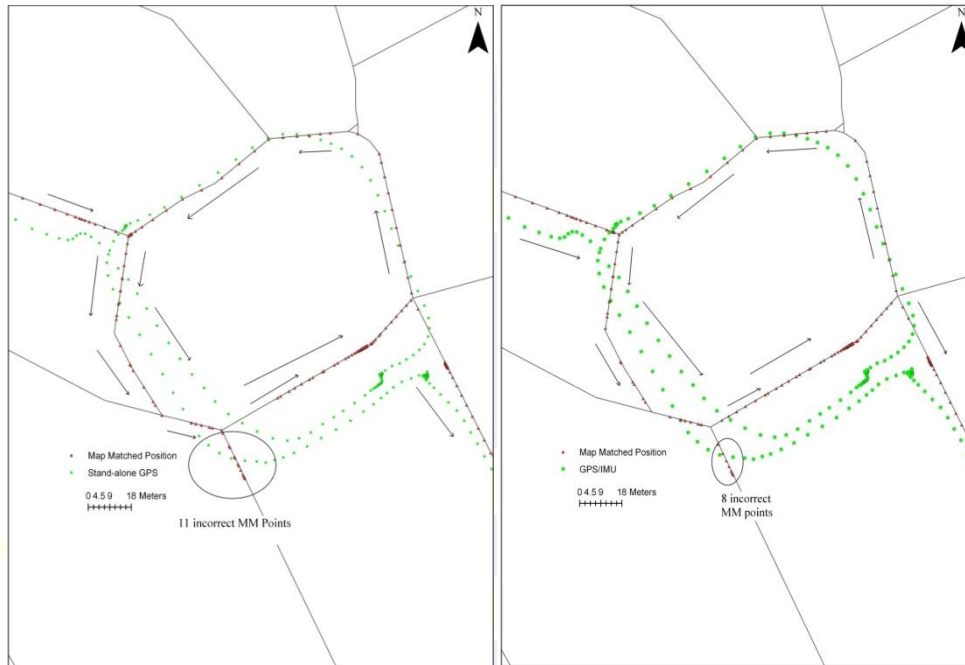 N
Map Matched Position
Stand-alone GPS
0 4.5 9 18 Meters
11 incorrect MM Points
N
Map Matched Position
GPS/IMU
0 4.5 9 18 Meters
8 incorrect
MM points